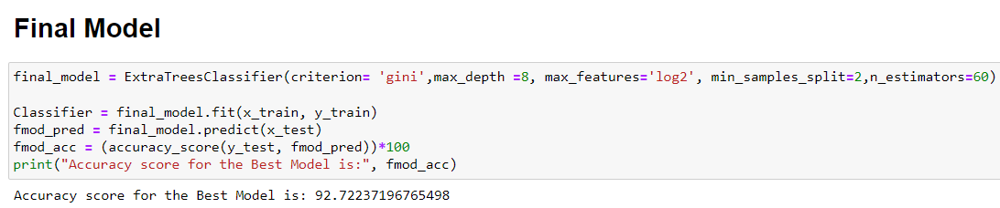 Final Model
final_model = ExtraTreesClassifier(criterion= 'gini',max_depth =8, max_features='log2', min_samples_split=2,n_estimators=60)
Classifier = final_model.fit(x_train, y_train)
fmod_pred = final_model.predict(x_test)
fmod_acc = (accuracy_score(y_test, fmod_pred))*100
print("Accuracy score for the Best Model is:", fmod_acc)
Accuracy score for the Best Model is: 92.72237196765498